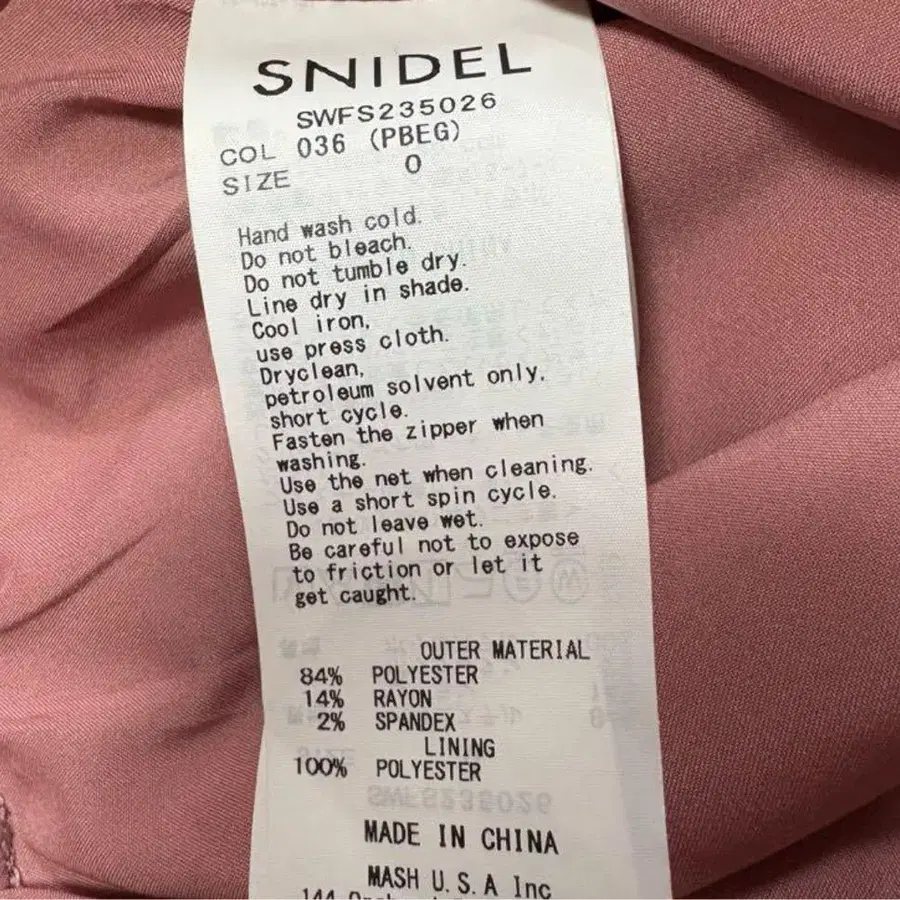 SNIDEL
SWFS235026
COL 036 (PBEG)
SIZE 0
Hand wash cold.
Do not bleach.
Do not tumble dry.
Line dry in shade.
Cool iron,
use press cloth.
Dryclean,
petroleum solvent only,
short cycle.
Fasten the zipper when
washing.
Use the net when cleaning.
Use a short spin cycle.
Do not leave wet.
Be careful not to expose
to friction or let it
get caught.
OUTER MATERIAL
84% POLYESTER
14% RAYON
2% SPANDEX
LINING
100% POLYESTER
MADE IN CHINA
MASH U.S.A Inc